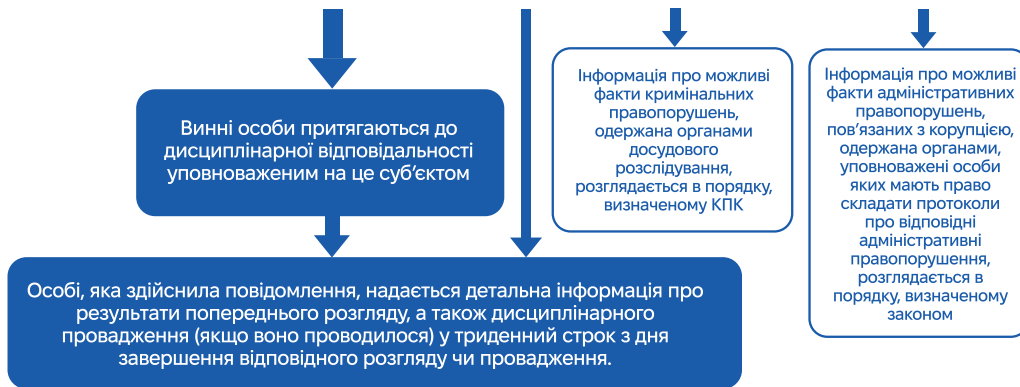 Винні особи притягаються до
дисциплінарної відповідальності
уповноваженим на це суб’єктом
Особі, яка здійснила повідомлення, надається детальна інформація про
результати попереднього розгляду, а також дисциплінарного
провадження (якщо воно проводилося) у триденний строк з дня
завершення відповідного розгляду чи провадження.
Інформація про можливі
факти кримінальних
правопорушень,
одержана органами
досудового
розслідування,
розглядається в порядку,
визначеному КПК
Інформація про можливі
факти адміністративних
правопорушень,
пов’язаних з корупцією,
одержана органами,
уповноважені особи
яких мають право
складати протоколи
про відповідні
адміністративні
правопорушення,
розглядається в
порядку, визначеному
законом